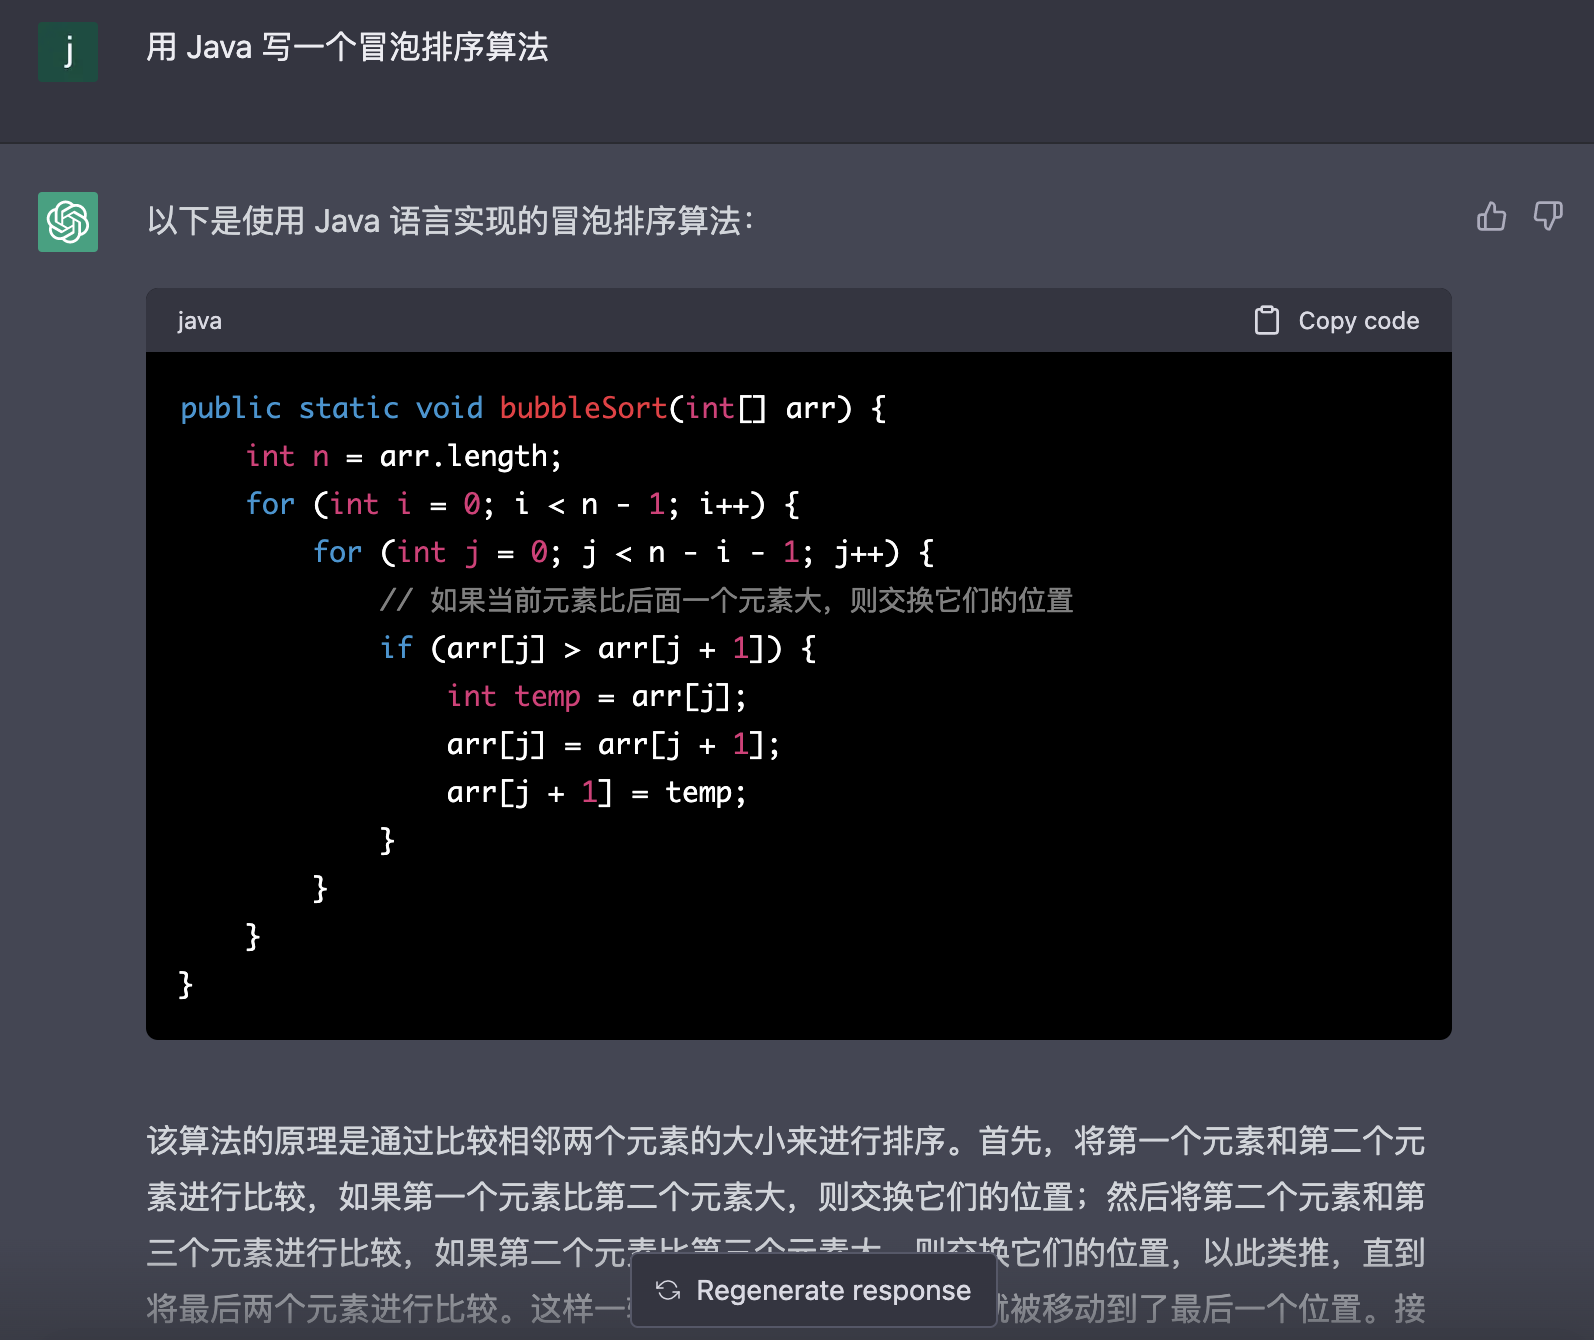 j
用 Java 写一个冒泡排序算法
以下是使用 Java 语言实现的冒泡排序算法：
java
Copy code
public static void bubbleSort(int[] arr) {
    int n = arr.length;
    for (int i = 0; i < n - 1; i++) {
        for (int j = 0; j < n - i - 1; j++) {
            // 如果当前元素比后面一个元素大，则交换它们的位置
            if (arr[j] > arr[j + 1]) {
                int temp = arr[j];
                arr[j] = arr[j + 1];
                arr[j + 1] = temp;
            }
        }
    }
}
该算法的原理是通过比较相邻两个元素的大小来进行排序。首先，将第一个元素和第二个元
素进行比较，如果第一个元素比第二个元素大，则交换它们的位置；然后将第二个元素和第
三个元素进行比较，如果第二个元素比第三个元素大，则交换它们的位置，以此类推，直到
将最后两个元素进行比较。这样一 被移动到了最后一个位置。接
Regenerate response